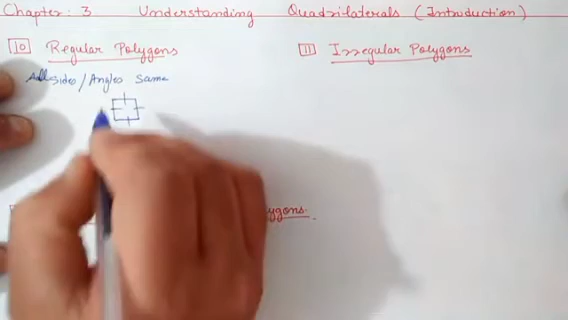 Chapter: 3 Understanding Quadrilaterals (Introduction)
10 Regular Polygons
11 Irregular Polygons
All sides/Angles same
ygons.